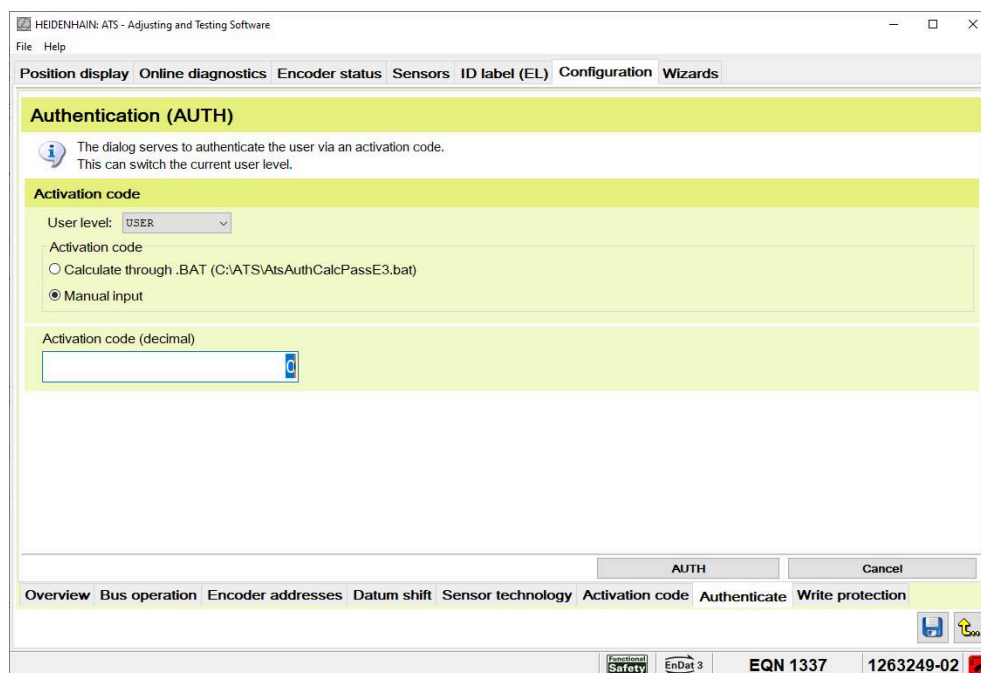 HEIDENHAIN: ATS - Adjusting and Testing Software
File Help
Position display Online diagnostics Encoder status Sensors ID label (EL) Configuration Wizards
Authentication (AUTH)
The dialog serves to authenticate the user via an activation code.
This can switch the current user level.
Activation code
User level: USER
Activation code
Calculate through .BAT (C:\ATS\AtsAuthCalcPassE3.bat)
Manual input
Activation code (decimal)
0
AUTH Cancel
Overview Bus operation Encoder addresses Datum shift Sensor technology Activation code Authenticate Write protection
Functional
Safety EnDat 3 EQN 1337 1263249-02